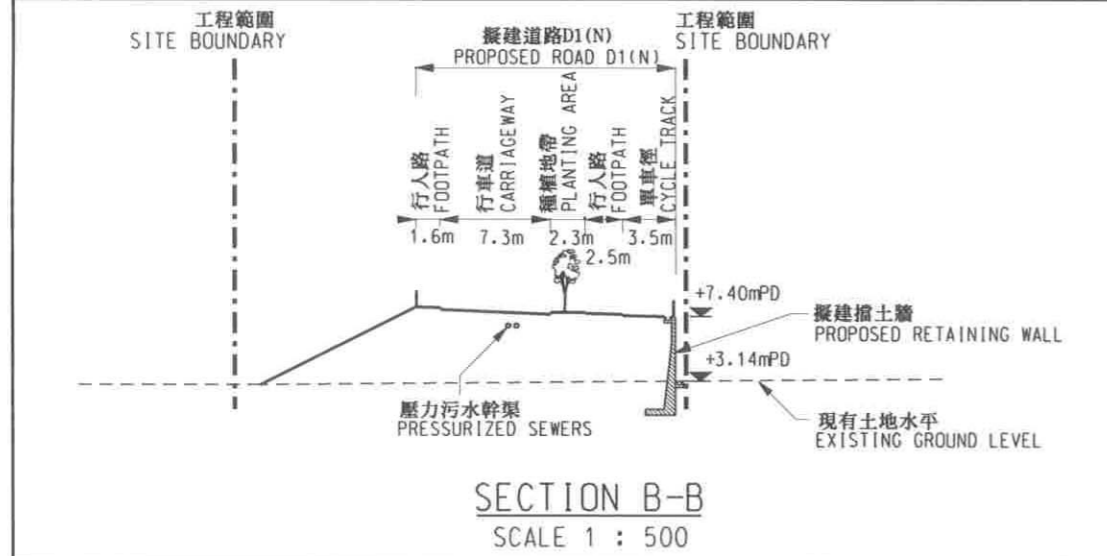 工程範圍
SITE BOUNDARY
擬建道路D1(N)
PROPOSED ROAD D1(N)
工程範圍
SITE BOUNDARY
行人路
FOOTPATH
行車道
CARRIAGEWAY
種植地帶
PLANTING AREA
行人路
FOOTPATH
單車徑
CYCLE TRACK
1.6m
7.3m
2.3m
2.5m
3.5m
+7.40mPD
擬建擋土牆
PROPOSED RETAINING WALL
+3.14mPD
壓力污水幹渠
PRESSURIZED SEWERS
現有土地水平
EXISTING GROUND LEVEL
SECTION B-B
SCALE 1 : 500